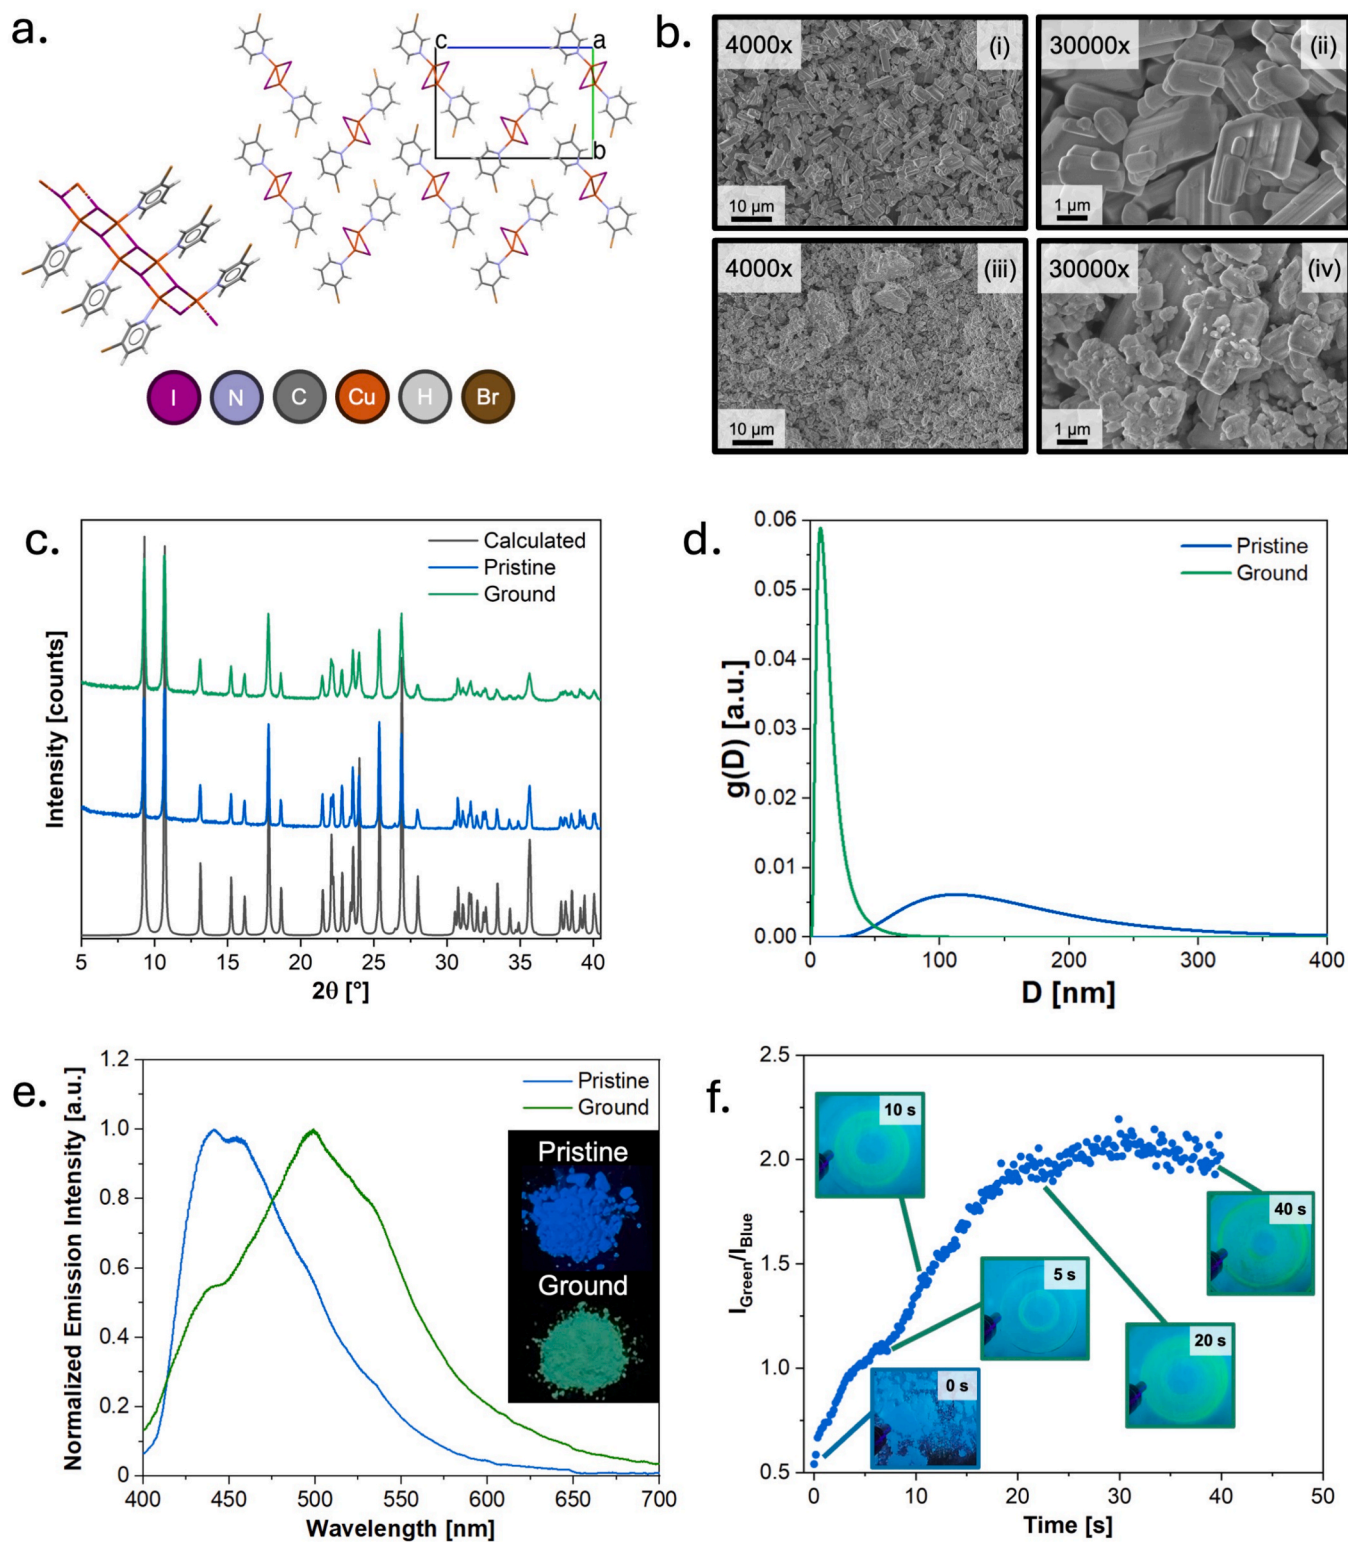 a.
c
a
b
I N C Cu H Br
b.
4000x (i)
10 µm
30000x (ii)
1 µm
4000x (iii)
10 µm
30000x (iv)
1 µm
c.
Calculated
Pristine
Ground
Intensity [counts]
5 10 15 20 25 30 35 40
2θ [°]
d.
Pristine
Ground
g(D) [a.u.]
0.06
0.05
0.04
0.03
0.02
0.01
0.00
0 100 200 300 400
D [nm]
e.
Pristine
Ground
Normalized Emission Intensity [a.u.]
1.2
1.0
0.8
0.6
0.4
0.2
0
Pristine
Ground
400 450 500 550 600 650 700
Wavelength [nm]
f.
I_Green/I_Blue
2.5
2.0
1.5
1.0
0.5
10 s
40 s
5 s
20 s
0 s
0 10 20 30 40 50
Time [s]